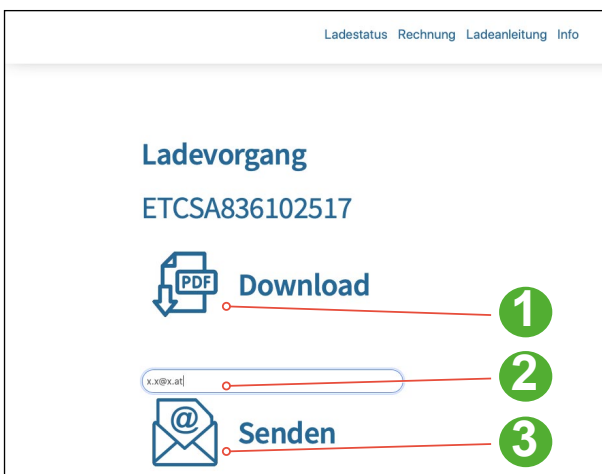 Ladestatus Rechnung Ladeanleitung Info
Ladevorgang
ETCSA836102517
PDF Download
1
x.x@x.at
2
@ Senden
3